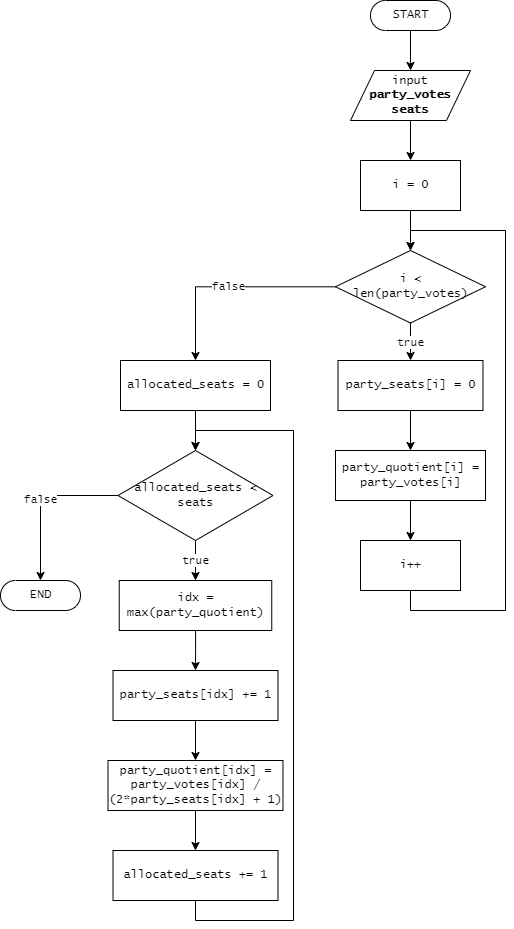 START
input
party_votes
seats
i = 0
i <
len(party_votes)
false
true
allocated_seats = 0
party_seats[i] = 0
party_quotient[i] =
party_votes[i]
i++
allocated_seats <
seats
false
true
END
idx =
max(party_quotient)
party_seats[idx] += 1
party_quotient[idx] =
party_votes[idx] /
(2*party_seats[idx] + 1)
allocated_seats += 1